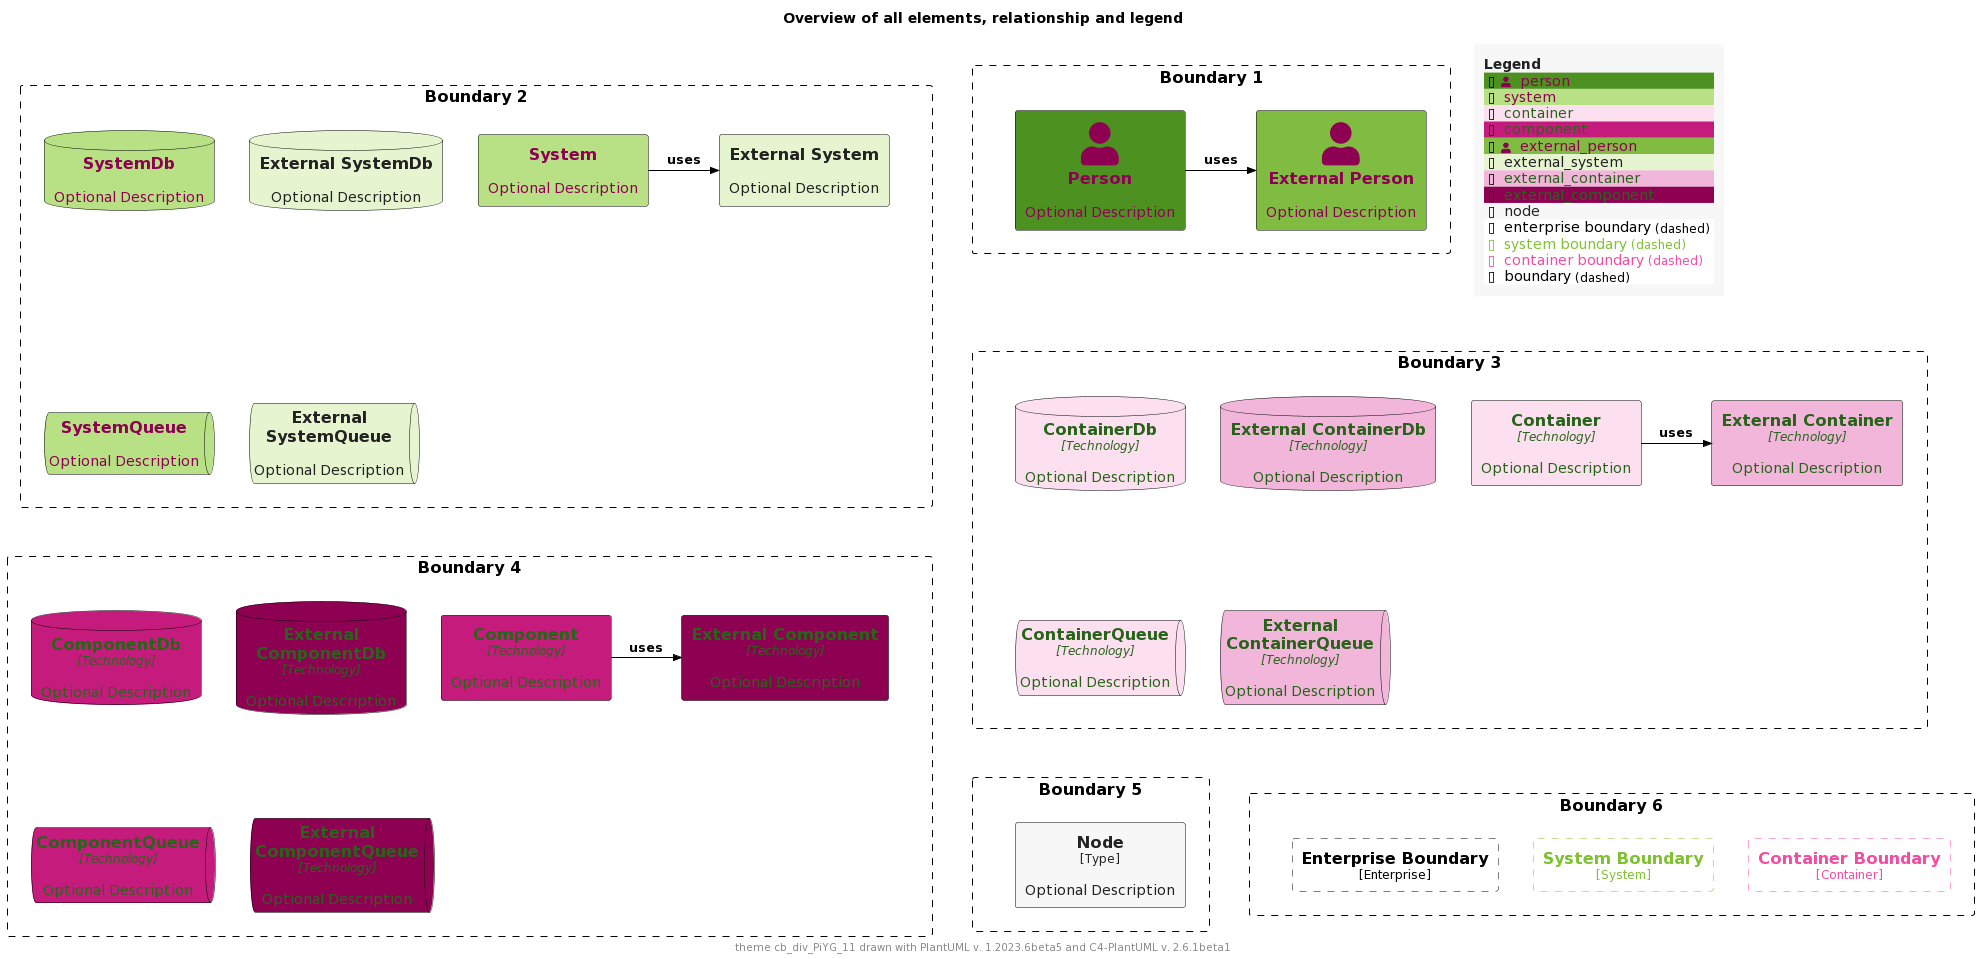 Overview of all elements, relationship and legend
Boundary 2
SystemDb
Optional Description
External SystemDb
Optional Description
System
Optional Description
uses
External System
Optional Description
SystemQueue
Optional Description
External
SystemQueue
Optional Description
Boundary 1
Person
Optional Description
uses
External Person
Optional Description
Legend
person
system
container
component
external_person
external_system
external_container
external_component
node
enterprise boundary (dashed)
system boundary (dashed)
container boundary (dashed)
boundary (dashed)
Boundary 3
ContainerDb
[Technology]
Optional Description
External ContainerDb
[Technology]
Optional Description
Container
[Technology]
Optional Description
uses
External Container
[Technology]
Optional Description
ContainerQueue
[Technology]
Optional Description
External
ContainerQueue
[Technology]
Optional Description
Boundary 4
ComponentDb
[Technology]
Optional Description
External
ComponentDb
[Technology]
Optional Description
Component
[Technology]
Optional Description
uses
External Component
[Technology]
Optional Description
ComponentQueue
[Technology]
Optional Description
External
ComponentQueue
[Technology]
Optional Description
Boundary 5
Node
[Type]
Optional Description
Boundary 6
Enterprise Boundary
[Enterprise]
System Boundary
[System]
Container Boundary
[Container]
theme cb_div_PiYG_11 drawn with PlantUML v. 1.2023.6beta5 and C4-PlantUML v. 2.6.1beta1